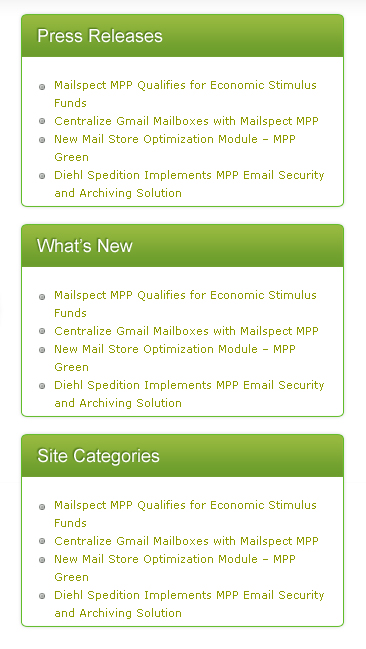 Press Releases
Mailspect MPP Qualifies for Economic Stimulus
Funds
Centralize Gmail Mailboxes with Mailspect MPP
New Mail Store Optimization Module – MPP
Green
Diehl Spedition Implements MPP Email Security
and Archiving Solution
What's New
Mailspect MPP Qualifies for Economic Stimulus
Funds
Centralize Gmail Mailboxes with Mailspect MPP
New Mail Store Optimization Module – MPP
Green
Diehl Spedition Implements MPP Email Security
and Archiving Solution
Site Categories
Mailspect MPP Qualifies for Economic Stimulus
Funds
Centralize Gmail Mailboxes with Mailspect MPP
New Mail Store Optimization Module – MPP
Green
Diehl Spedition Implements MPP Email Security
and Archiving Solution